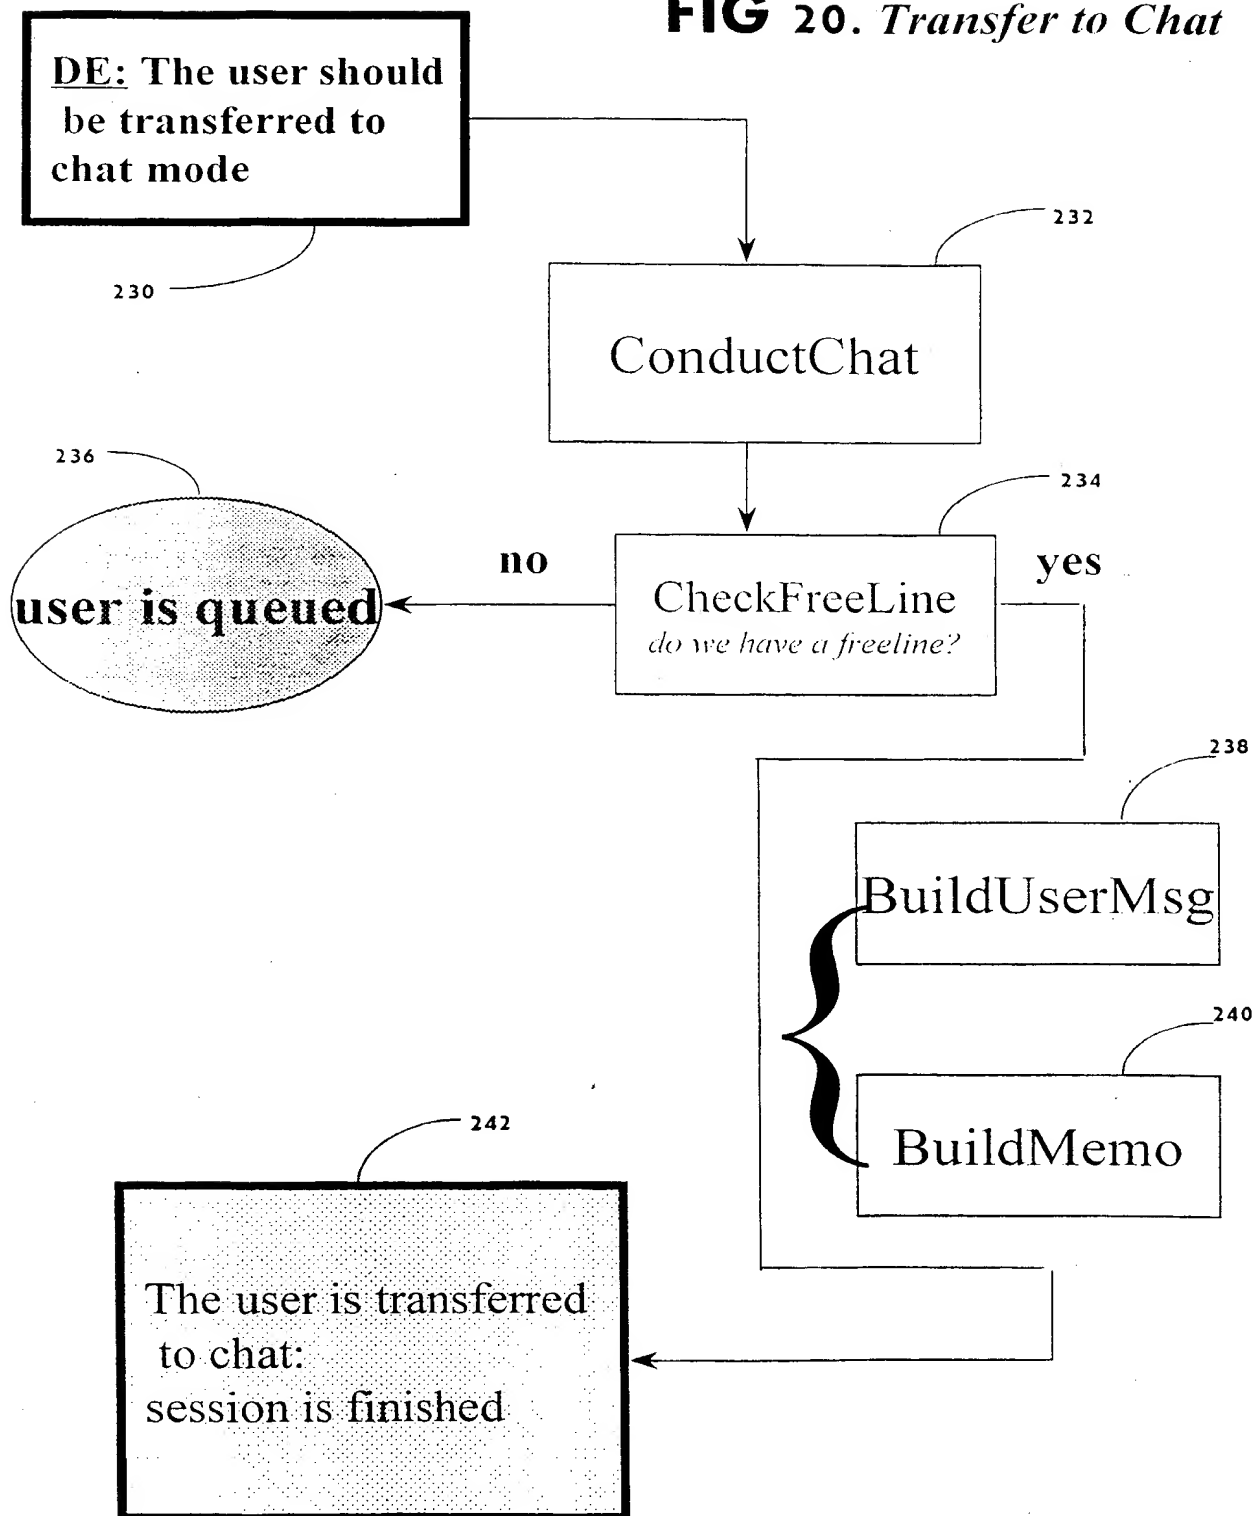 FIG 20. Transfer to Chat
DE: The user should
be transferred to
chat mode
230
232
ConductChat
236
234
user is queued
no
CheckFreeLine
do we have a freeline?
yes
238
BuildUserMsg
240
BuildMemo
242
The user is transferred
to chat:
session is finished